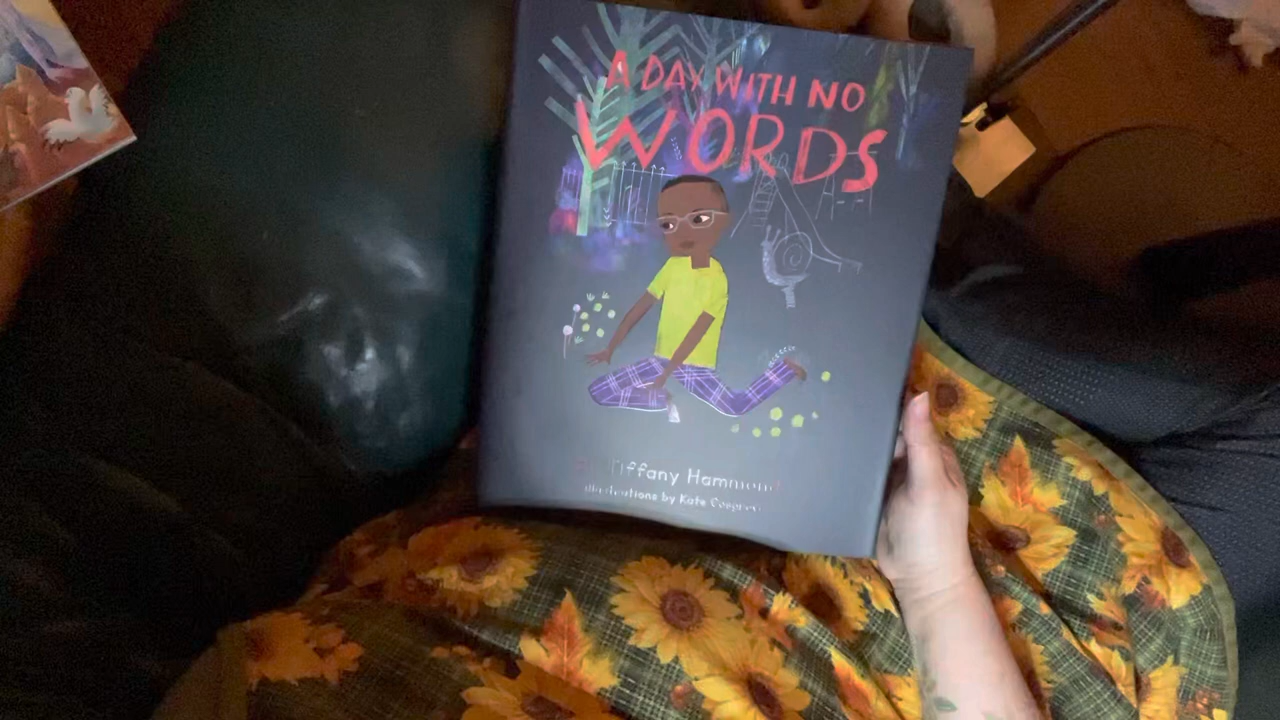 A DAY WITH NO
WORDS
Tiffany Hammond
Illustrations by Kate Cosgrove